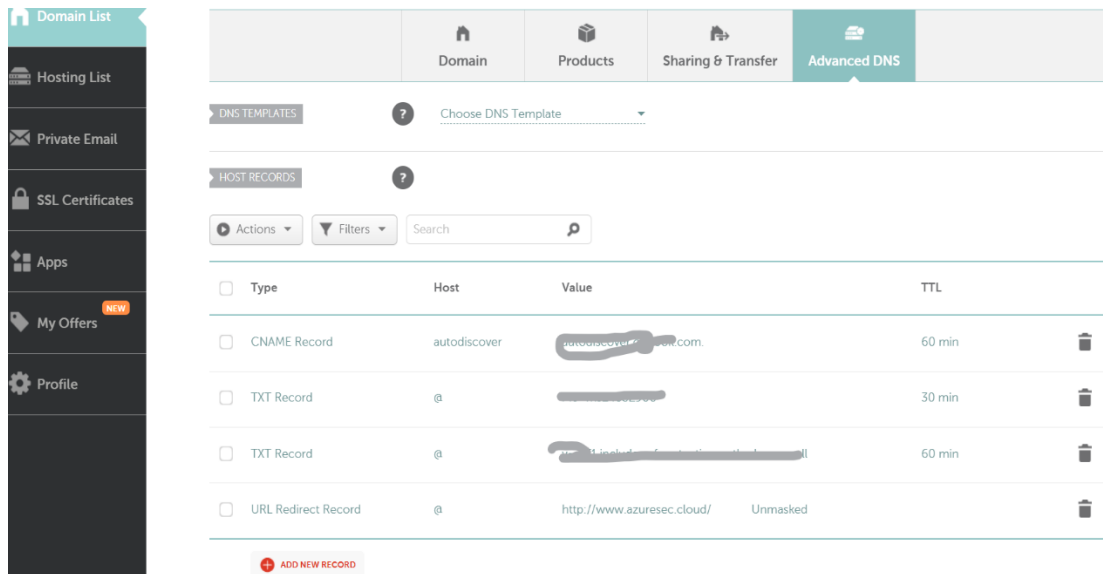 Domain List
Hosting List
Private Email
SSL Certificates
Apps
NEW
My Offers
Profile
Domain
Products
Sharing & Transfer
Advanced DNS
DNS TEMPLATES
?
Choose DNS Template
HOST RECORDS
?
Actions
Filters
Search
Type Host Value TTL
CNAME Record autodiscover .com. 60 min
TXT Record @ 30 min
TXT Record @ 60 min
URL Redirect Record @ http://www.azuresec.cloud/ Unmasked
ADD NEW RECORD